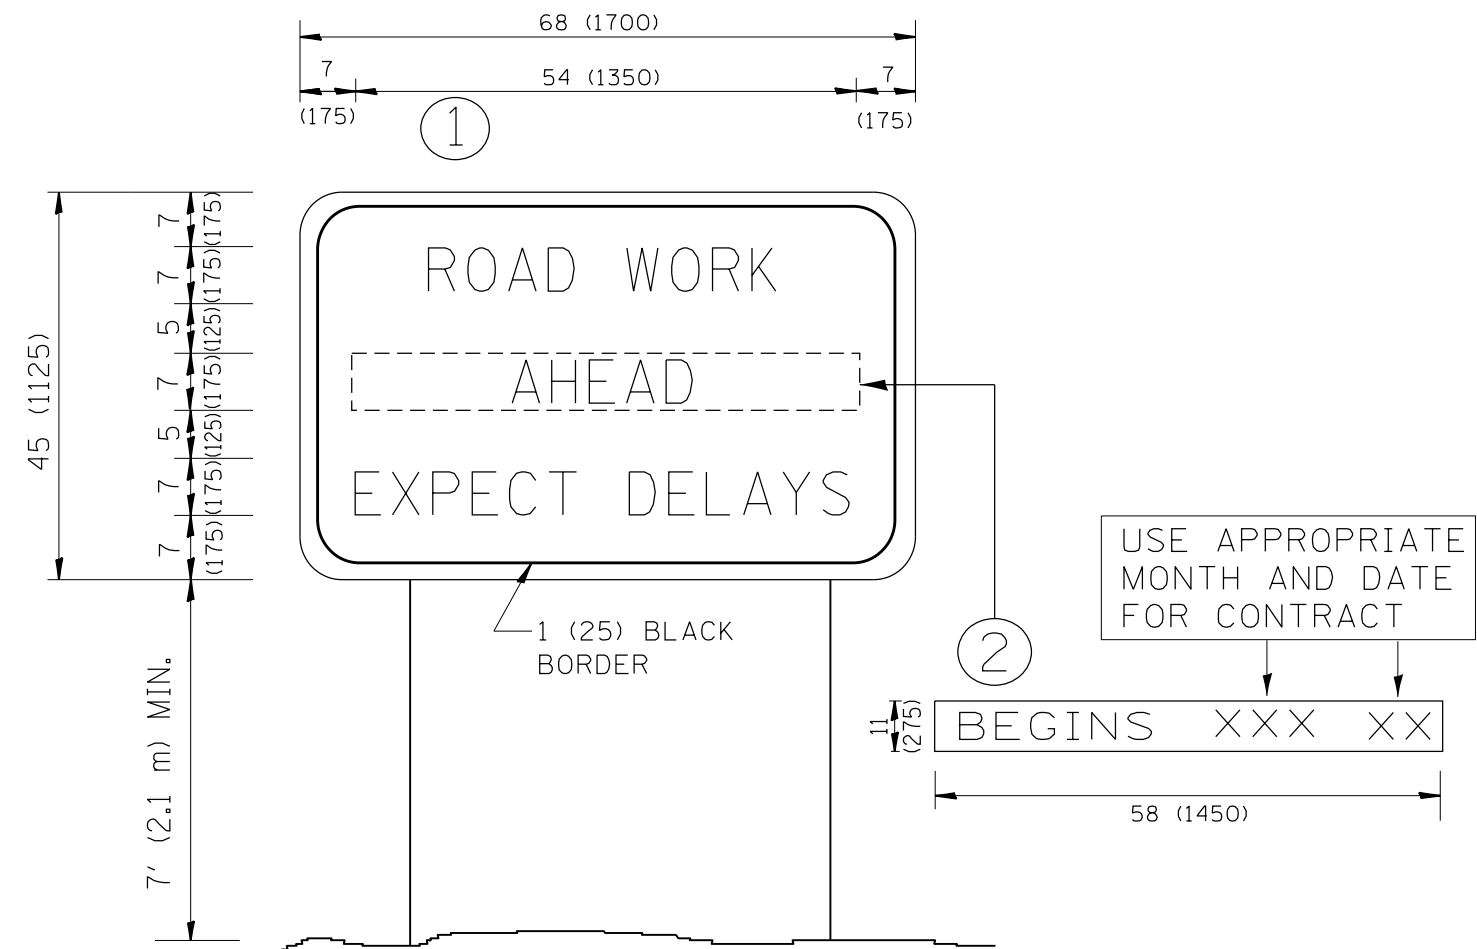 68 (1700)
7
54 (1350)
7
(175)
(175)
1
45 (1125)
7
(175)
7
(175)
5
(125)
7
(175)
5
(125)
7
(175)
7
(175)
ROAD WORK
AHEAD
EXPECT DELAYS
1 (25) BLACK
BORDER
7' (2.1 m) MIN.
USE APPROPRIATE
MONTH AND DATE
FOR CONTRACT
2
11
(275)
BEGINS XXX XX
58 (1450)